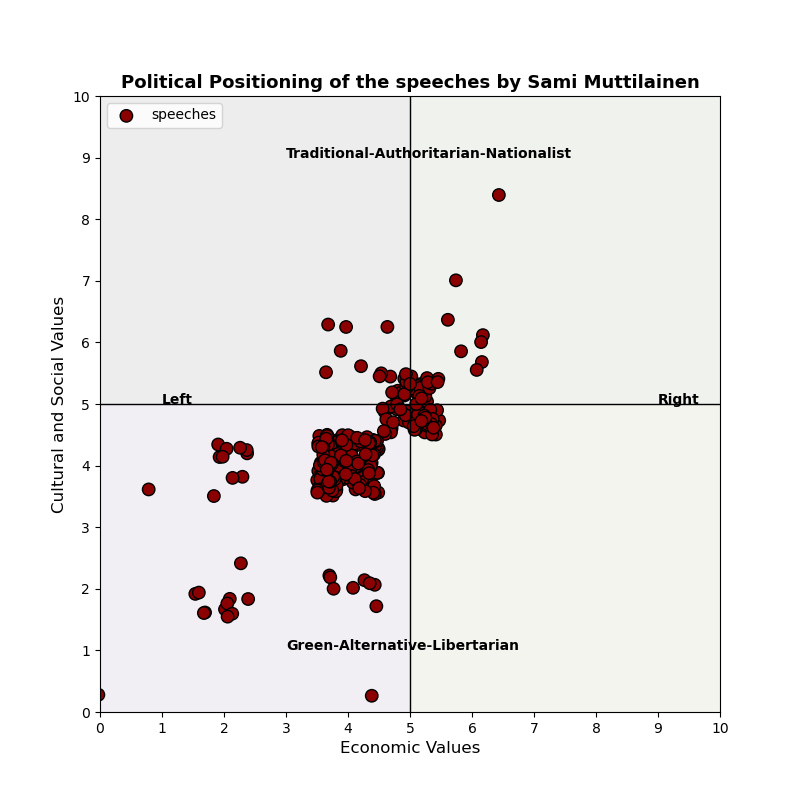 Political Positioning of the speeches by Sami Muttilainen
speeches
Traditional-Authoritarian-Nationalist
Left
Right
Green-Alternative-Libertarian
Cultural and Social Values
10
9
8
7
6
5
4
3
2
1
0
0 1 2 3 4 5 6 7 8 9 10
Economic Values